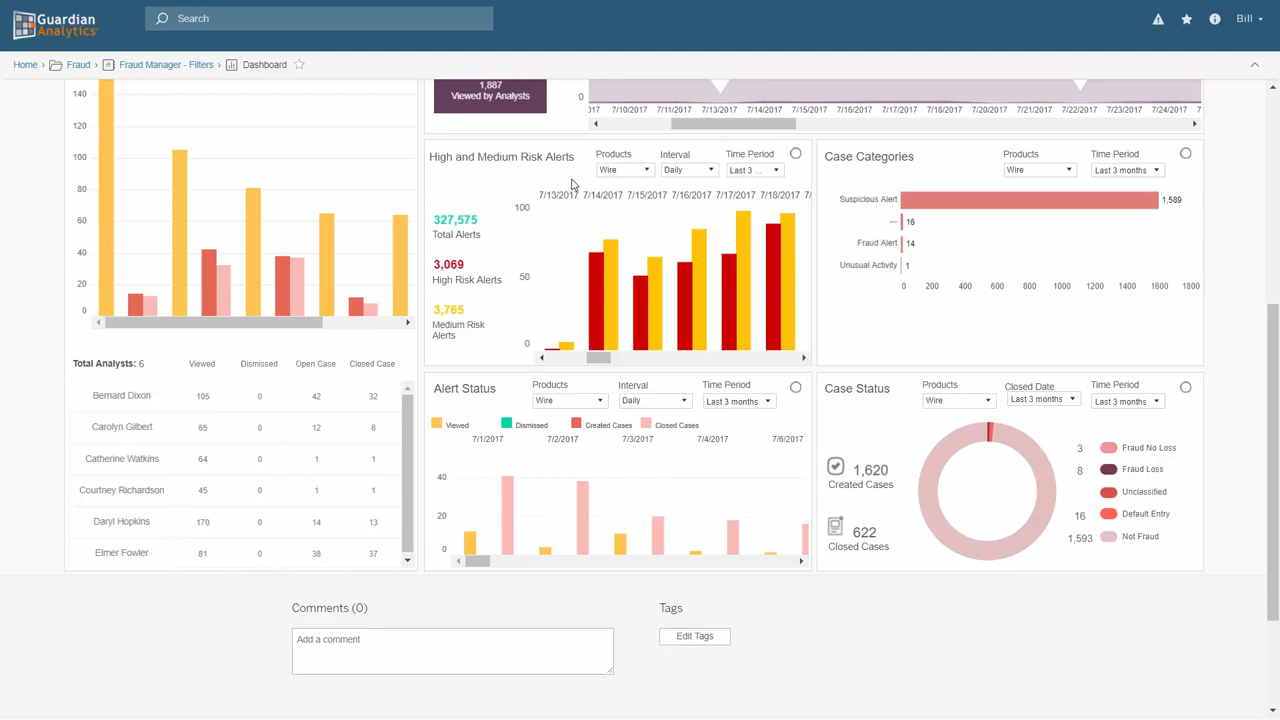 Guardian Analytics
Search
Bill
Home › Fraud › Fraud Manager - Filters › Dashboard
140
120
100
80
60
40
20
0
Total Analysts: 6 Viewed Dismissed Open Case Closed Case
Bernard Dixon 105 0 42 32
Carolyn Gilbert 65 0 12 8
Catherine Watkins 64 0 1 1
Courtney Richardson 45 0 1 1
Daryl Hopkins 170 0 14 13
Elmer Fowler 81 0 38 37
1,887
Viewed by Analysts
0
017 7/10/2017 7/11/2017 7/13/2017 7/14/2017 7/15/2017 7/16/2017 7/17/2017 7/18/2017 7/19/2017 7/20/2017 7/21/2017 7/22/2017 7/23/2017 7/24/2017 7
High and Medium Risk Alerts
Products Interval Time Period
Wire Daily Last 3 ...
7/13/2017 7/14/2017 7/15/2017 7/16/2017 7/17/2017 7/18/2017 7/
327,575
Total Alerts
3,069
High Risk Alerts
3,765
Medium Risk
Alerts
100
50
0
Case Categories
Products Time Period
Wire Last 3 months
Suspicious Alert 1,589
--- 16
Fraud Alert 14
Unusual Activity 1
0 200 400 600 800 1000 1200 1400 1600 1800
Alert Status
Products Interval Time Period
Wire Daily Last 3 months
Viewed Dismissed Created Cases Closed Cases
7/1/2017 7/2/2017 7/3/2017 7/4/2017 7/6
40
20
0
Case Status
Products Closed Date Time Period
Wire Last 3 months Last 3 months
1,620
Created Cases
622
Closed Cases
3 Fraud No Loss
8 Fraud Loss
Unclassified
16 Default Entry
1,593 Not Fraud
Comments (0)
Add a comment
Tags
Edit Tags